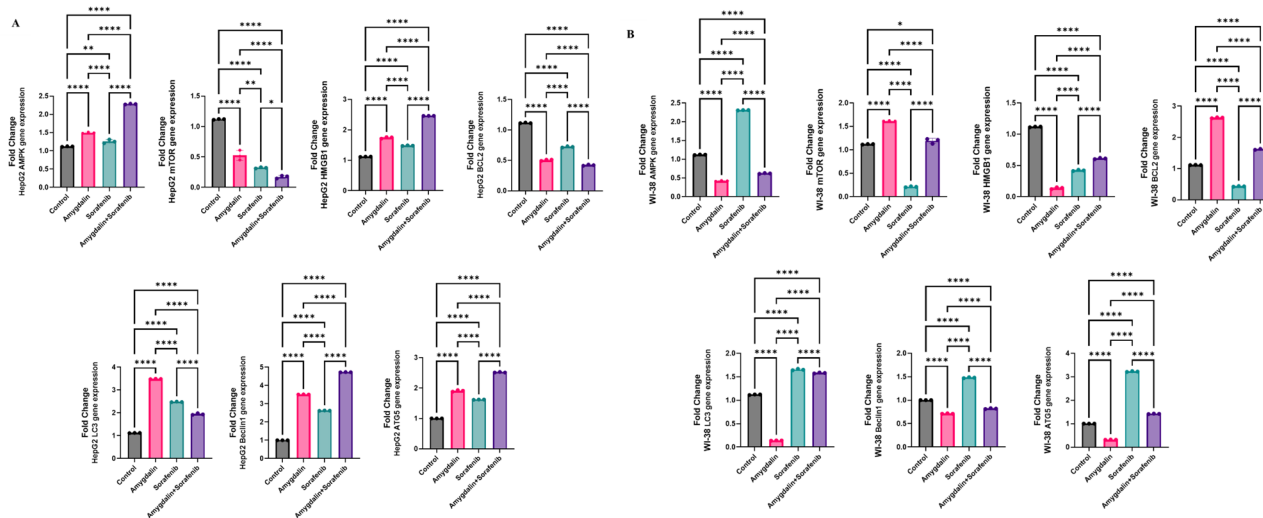 A
****
****
**
****
****
****
Fold Change
HepG2 AMPK gene expression
2.5
2.0
1.5
1.0
0.5
0.0
Control
Amygdalin
Sorafenib
Amygdalin+Sorafenib
****
****
****
**
****
*
Fold Change
HepG2 mTOR gene expression
1.5
1.0
0.5
0.0
Control
Amygdalin
Sorafenib
Amygdalin+Sorafenib
****
****
****
****
****
****
Fold Change
HepG2 HMGB1 gene expression
3
2
1
0
Control
Amygdalin
Sorafenib
Amygdalin+Sorafenib
****
****
****
****
****
****
Fold Change
HepG2 BCL2 gene expression
1.5
1.0
0.5
0.0
Control
Amygdalin
Sorafenib
Amygdalin+Sorafenib
****
****
****
****
****
****
Fold Change
HepG2 LC3 gene expression
4
3
2
1
0
Control
Amygdalin
Sorafenib
Amygdalin+Sorafenib
****
****
****
****
****
****
Fold Change
HepG2 Beclin1 gene expression
5
4
3
2
1
0
Control
Amygdalin
Sorafenib
Amygdalin+Sorafenib
****
****
****
****
****
****
Fold Change
HepG2 ATG5 gene expression
3
2
1
0
Control
Amygdalin
Sorafenib
Amygdalin+Sorafenib
B
****
****
****
****
****
****
Fold Change
WI-38 AMPK gene expression
2.5
2.0
1.5
1.0
0.5
0.0
Control
Amygdalin
Sorafenib
Amygdalin+Sorafenib
*
****
****
****
****
****
Fold Change
WI-38 mTOR gene expression
2.0
1.5
1.0
0.5
0.0
Control
Amygdalin
Sorafenib
Amygdalin+Sorafenib
****
****
****
****
****
****
Fold Change
WI-38 HMGB1 gene expression
1.5
1.0
0.5
0.0
Control
Amygdalin
Sorafenib
Amygdalin+Sorafenib
****
****
****
****
****
****
Fold Change
WI-38 BCL2 gene expression
3
2
1
0
Control
Amygdalin
Sorafenib
Amygdalin+Sorafenib
****
****
****
****
****
****
Fold Change
WI-38 LC3 gene expression
2.0
1.5
1.0
0.5
0.0
Control
Amygdalin
Sorafenib
Amygdalin+Sorafenib
****
****
****
****
****
****
Fold Change
WI-38 Beclin1 gene expression
2.0
1.5
1.0
0.5
0.0
Control
Amygdalin
Sorafenib
Amygdalin+Sorafenib
****
****
****
****
****
****
Fold Change
WI-38 ATG5 gene expression
4
3
2
1
0
Control
Amygdalin
Sorafenib
Amygdalin+Sorafenib